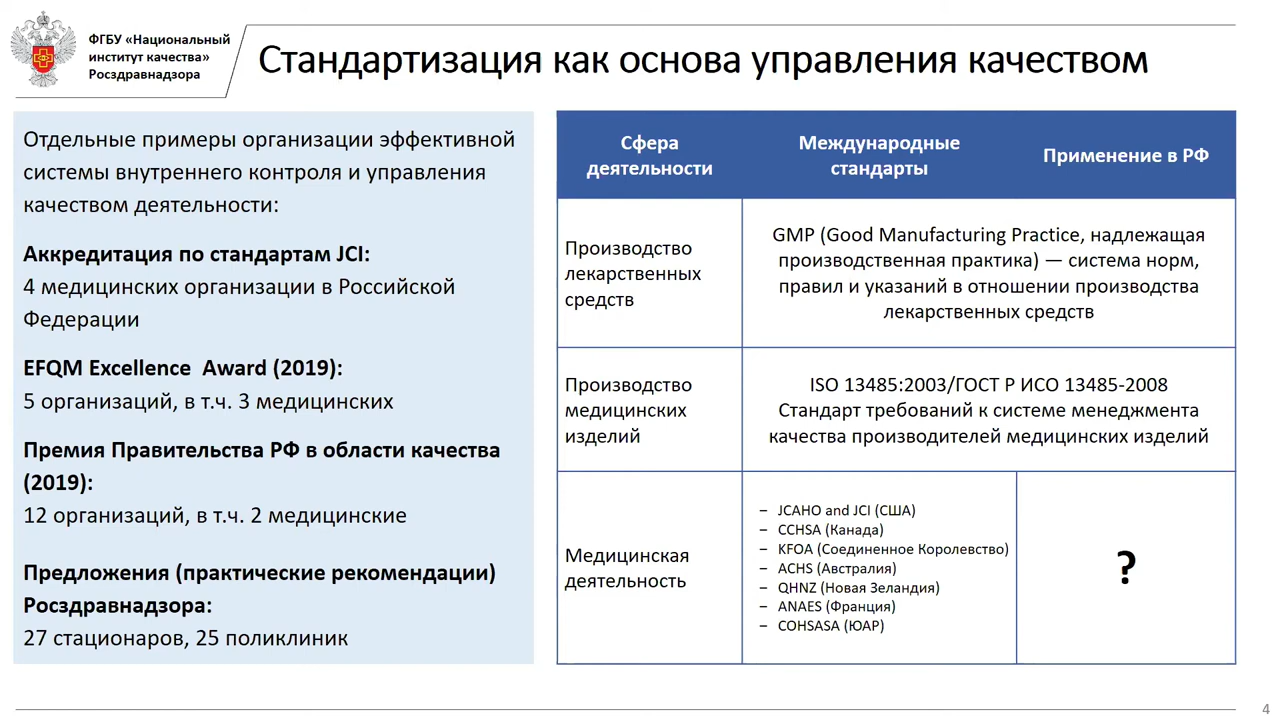 ФГБУ «Национальный
институт качества»
Росздравнадзора
Стандартизация как основа управления качеством
Отдельные примеры организации эффективной
системы внутреннего контроля и управления
качеством деятельности:
Аккредитация по стандартам JCI:
4 медицинских организации в Российской
Федерации
EFQM Excellence Award (2019):
5 организаций, в т.ч. 3 медицинских
Премия Правительства РФ в области качества
(2019):
12 организаций, в т.ч. 2 медицинские
Предложения (практические рекомендации)
Росздравнадзора:
27 стационаров, 25 поликлиник
Сфера
деятельности
Международные
стандарты
Применение в РФ
Производство
лекарственных
средств
GMP (Good Manufacturing Practice, надлежащая
производственная практика) — система норм,
правил и указаний в отношении производства
лекарственных средств
Производство
медицинских
изделий
ISO 13485:2003/ГОСТ Р ИСО 13485-2008
Стандарт требований к системе менеджмента
качества производителей медицинских изделий
Медицинская
деятельность
– JCAHO and JCI (США)
– CCHSA (Канада)
– KFOA (Соединенное Королевство)
– ACHS (Австралия)
– QHNZ (Новая Зеландия)
– ANAES (Франция)
– COHSASA (ЮАР)
?
4